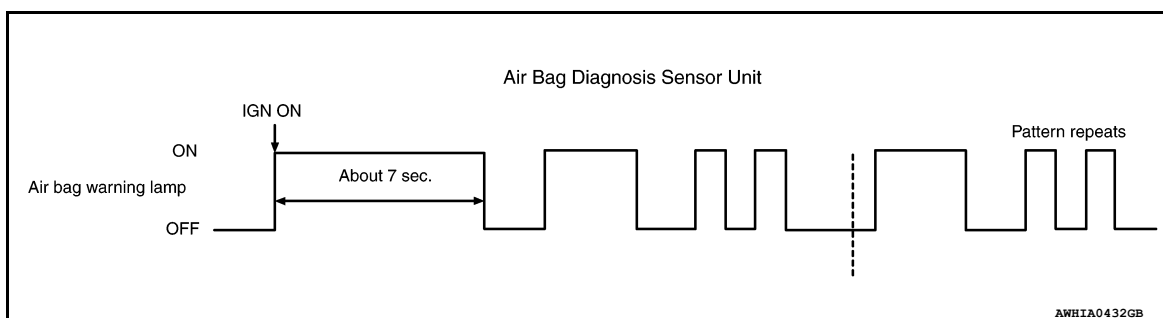 Air Bag Diagnosis Sensor Unit
IGN ON
Pattern repeats
ON
About 7 sec.
Air bag warning lamp
OFF
AWHIA0432GB